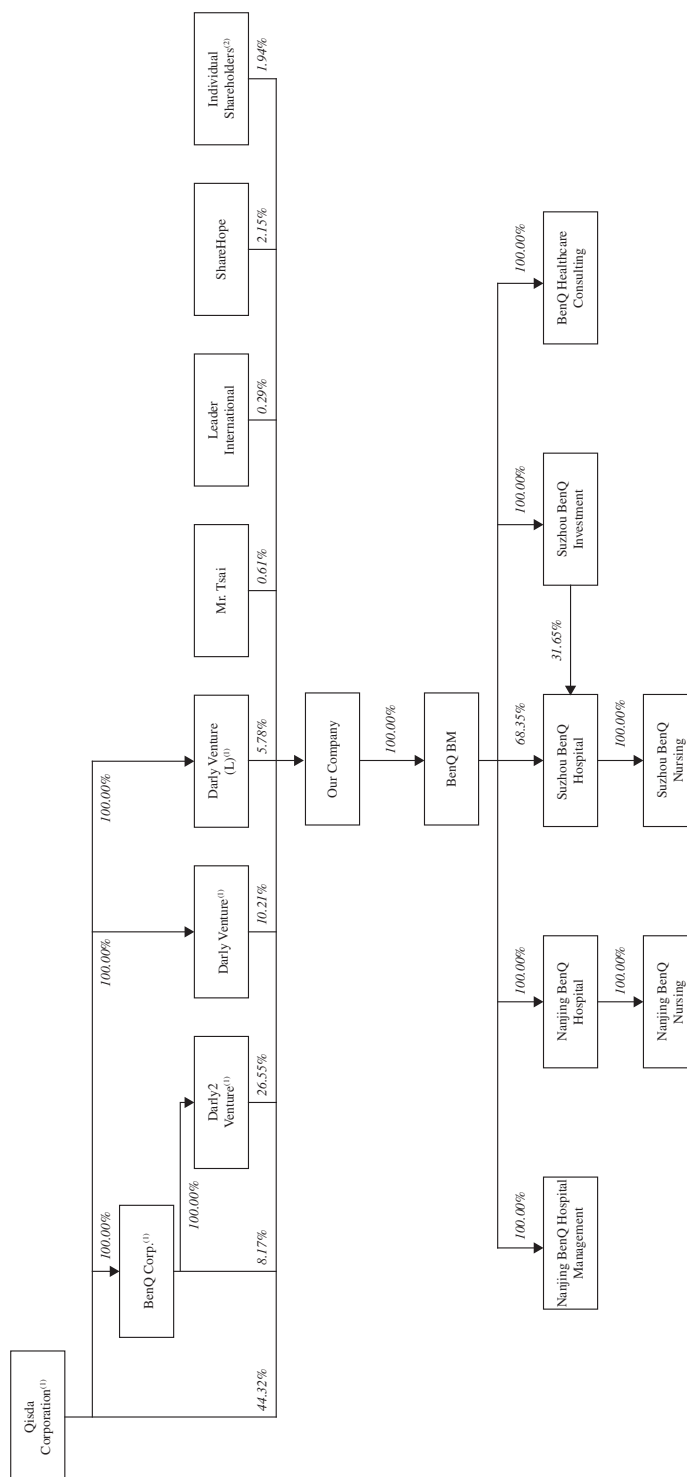 Qisda
Corporation(1)
100.00%
100.00%
100.00%
BenQ Corp.(1)
100.00%
Darly2
Venture(1)
Darly Venture(1)
Darly Venture
(L)(1)
Mr. Tsai
Leader
International
ShareHope
Individual
Shareholders(2)
44.32%
8.17%
26.55%
10.21%
5.78%
0.61%
0.29%
2.15%
1.94%
Our Company
100.00%
BenQ BM
100.00%
100.00%
68.35%
100.00%
100.00%
Nanjing BenQ Hospital
Management
Nanjing BenQ
Hospital
Suzhou BenQ
Hospital
31.65%
Suzhou BenQ
Investment
BenQ Healthcare
Consulting
100.00%
100.00%
Nanjing BenQ
Nursing
Suzhou BenQ
Nursing